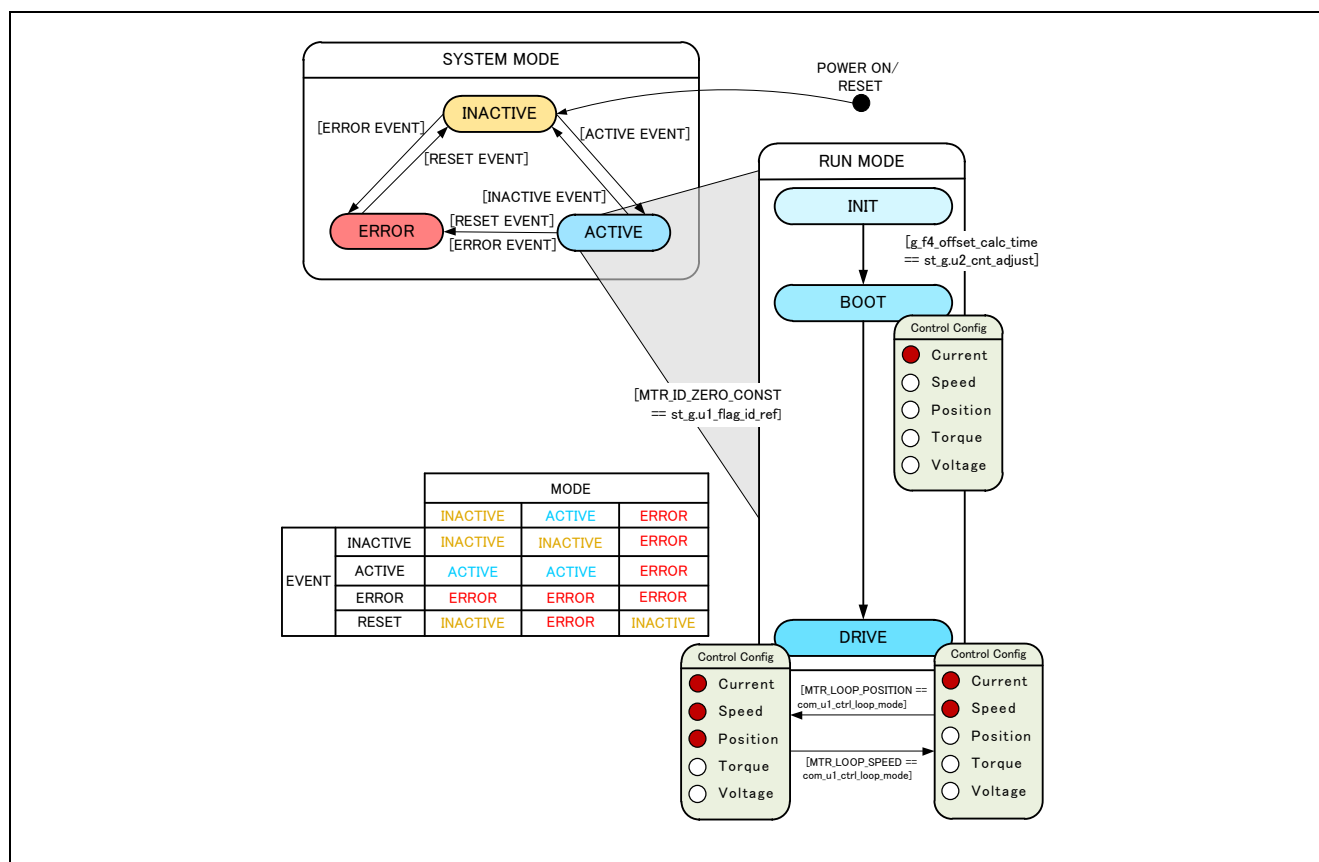 SYSTEM MODE
POWER ON/
RESET
INACTIVE
[ERROR EVENT]
[ACTIVE EVENT]
[RESET EVENT]
[INACTIVE EVENT]
[RESET EVENT]
[ERROR EVENT]
ERROR
ACTIVE
RUN MODE
INIT
[g_f4_offset_calc_time
== st_g.u2_cnt_adjust]
BOOT
Control Config
Current
Speed
Position
Torque
Voltage
[MTR_ID_ZERO_CONST
== st_g.u1_flag_id_ref]
MODE
INACTIVE ACTIVE ERROR
EVENT
INACTIVE INACTIVE INACTIVE ERROR
ACTIVE ACTIVE ACTIVE ERROR
ERROR ERROR ERROR ERROR
RESET INACTIVE ERROR INACTIVE
DRIVE
Control Config
Current
Speed
Position
Torque
Voltage
[MTR_LOOP_POSITION ==
com_u1_ctrl_loop_mode]
[MTR_LOOP_SPEED ==
com_u1_ctrl_loop_mode]
Control Config
Current
Speed
Position
Torque
Voltage